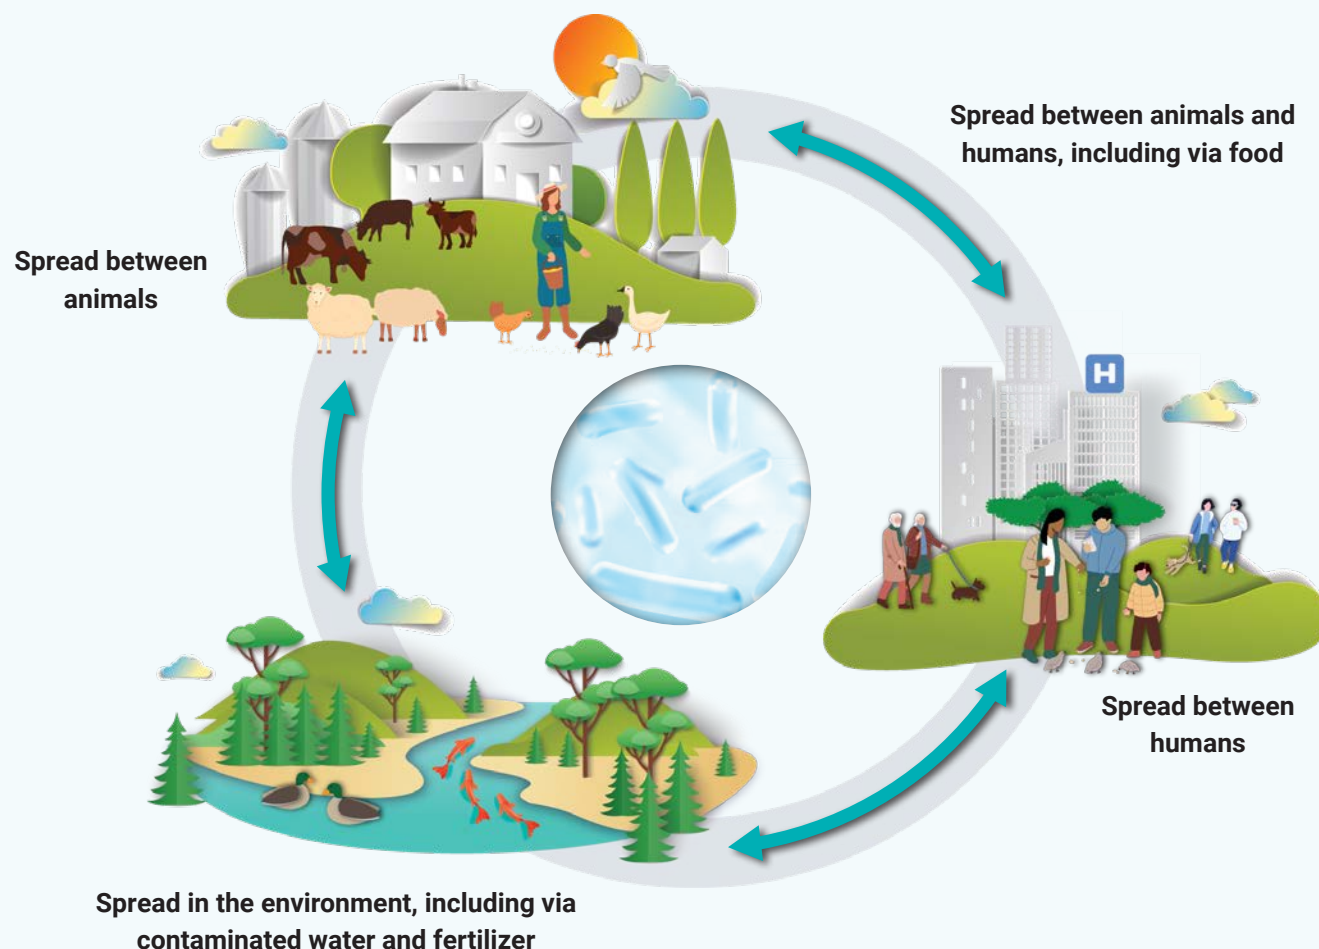 Spread between animals and
humans, including via food
Spread between
animals
H
Spread between
humans
Spread in the environment, including via
contaminated water and fertilizer